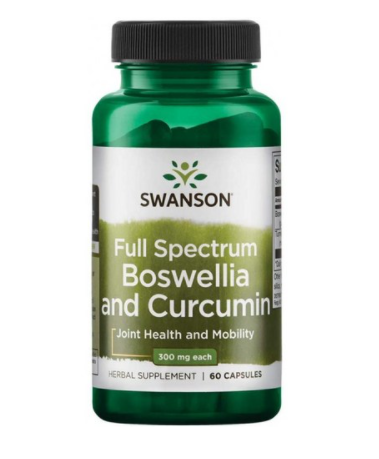 SWANSON®
Full Spectrum
Boswellia
and Curcumin
Joint Health and Mobility
300 mg each
HERBAL SUPPLEMENT | 60 CAPSULES